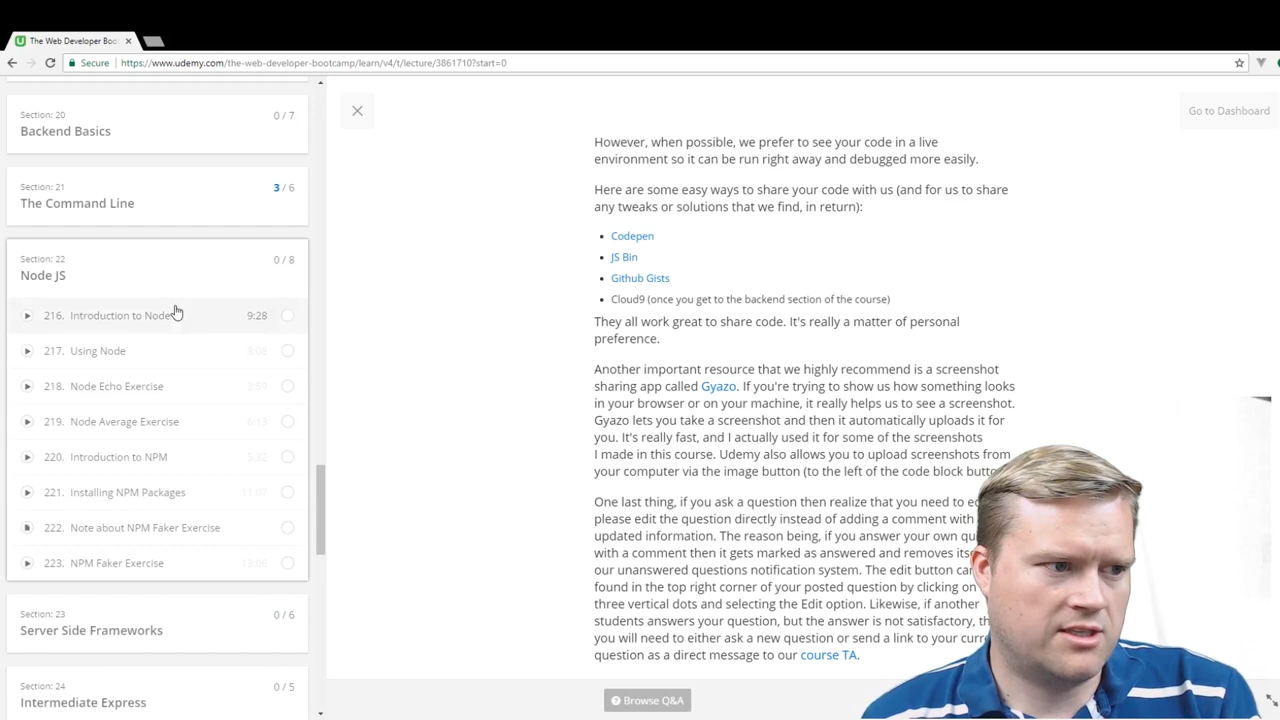 The Web Developer Boo
Secure
https://www.udemy.com/the-web-developer-bootcamp/learn/v4/t/lecture/3861710?start=0
Section: 20
0 / 7
Backend Basics
Section: 21
3 / 6
The Command Line
Section: 22
0 / 8
Node JS
216. Introduction to Node
9:28
217. Using Node
9:08
218. Node Echo Exercise
3:59
219. Node Average Exercise
6:13
220. Introduction to NPM
5:32
221. Installing NPM Packages
11:07
222. Note about NPM Faker Exercise
223. NPM Faker Exercise
13:06
Section: 23
0 / 6
Server Side Frameworks
Section: 24
0 / 5
Intermediate Express
Go to Dashboard
However, when possible, we prefer to see your code in a live
environment so it can be run right away and debugged more easily.
Here are some easy ways to share your code with us (and for us to share
any tweaks or solutions that we find, in return):
Codepen
JS Bin
Github Gists
Cloud9 (once you get to the backend section of the course)
They all work great to share code. It's really a matter of personal
preference.
Another important resource that we highly recommend is a screenshot
sharing app called Gyazo. If you're trying to show us how something looks
in your browser or on your machine, it really helps us to see a screenshot.
Gyazo lets you take a screenshot and then it automatically uploads it for
you. It's really fast, and I actually used it for some of the screenshots
I made in this course. Udemy also allows you to upload screenshots from
your computer via the image button (to the left of the code block
One last thing, if you ask a question then realize that you need to
please edit the question directly instead of adding a comment with
updated information. The reason being, if you answer your own
with a comment then it gets marked as answered and removes
our unanswered questions notification system. The edit button
found in the top right corner of your posted question by clicking on
three vertical dots and selecting the Edit option. Likewise, if another
students answers your question, but the answer is not satisfactory,
you will need to either ask a new question or send a link to your
question as a direct message to our course TA.
Browse Q&A